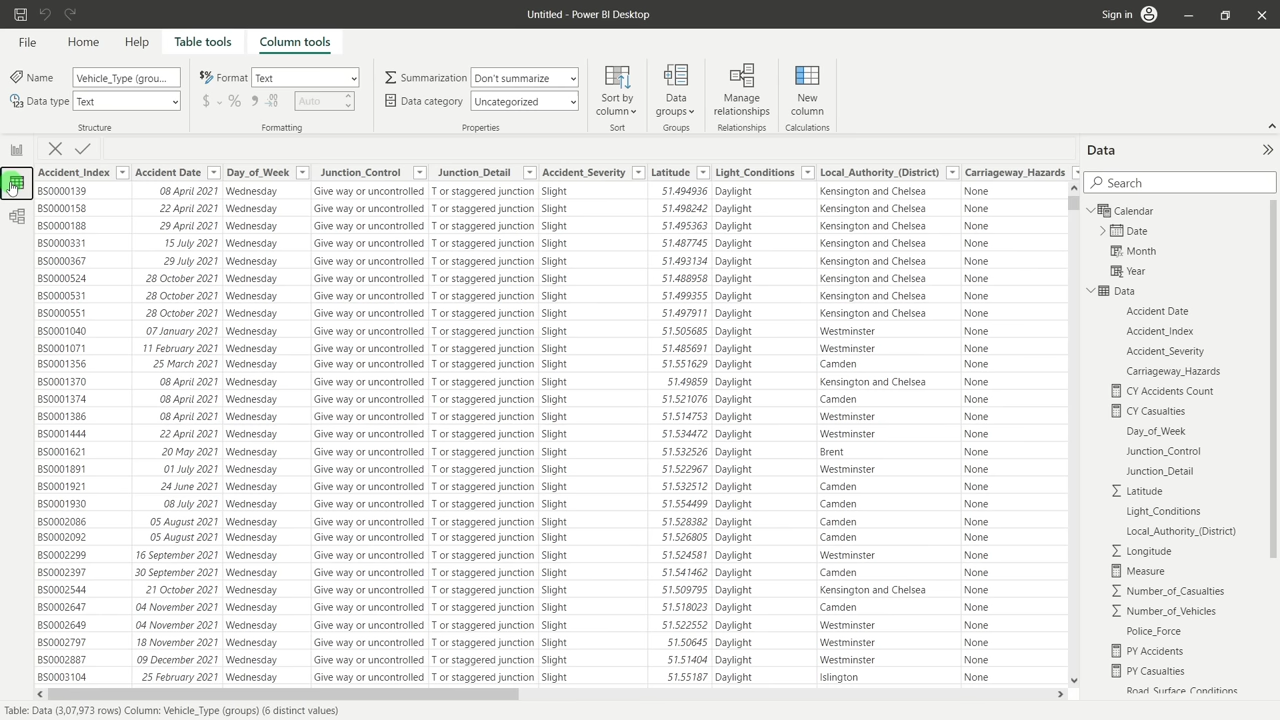 Untitled - Power BI Desktop
Sign in
File Home Help Table tools Column tools
Name Vehicle_Type (grou...
Format Text
Summarization Don't summarize
Data type Text
$ % Auto
Data category Uncategorized
Sort by column
Data groups
Manage relationships
New column
Structure Formatting Properties Sort Groups Relationships Calculations
Accident_Index Accident Date Day_of_Week Junction_Control Junction_Detail Accident_Severity Latitude Light_Conditions Local_Authority_(District) Carriageway_Hazards
BS0000139 08 April 2021 Wednesday Give way or uncontrolled T or staggered junction Slight 51.494936 Daylight Kensington and Chelsea None
BS0000158 22 April 2021 Wednesday Give way or uncontrolled T or staggered junction Slight 51.498242 Daylight Kensington and Chelsea None
BS0000188 29 April 2021 Wednesday Give way or uncontrolled T or staggered junction Slight 51.495363 Daylight Kensington and Chelsea None
BS0000331 15 July 2021 Wednesday Give way or uncontrolled T or staggered junction Slight 51.487745 Daylight Kensington and Chelsea None
BS0000367 29 July 2021 Wednesday Give way or uncontrolled T or staggered junction Slight 51.493134 Daylight Kensington and Chelsea None
BS0000524 28 October 2021 Wednesday Give way or uncontrolled T or staggered junction Slight 51.488958 Daylight Kensington and Chelsea None
BS0000531 28 October 2021 Wednesday Give way or uncontrolled T or staggered junction Slight 51.499355 Daylight Kensington and Chelsea None
BS0000551 28 October 2021 Wednesday Give way or uncontrolled T or staggered junction Slight 51.497911 Daylight Kensington and Chelsea None
BS0001040 07 January 2021 Wednesday Give way or uncontrolled T or staggered junction Slight 51.505685 Daylight Westminster None
BS0001071 11 February 2021 Wednesday Give way or uncontrolled T or staggered junction Slight 51.485691 Daylight Westminster None
BS0001356 25 March 2021 Wednesday Give way or uncontrolled T or staggered junction Slight 51.551629 Daylight Camden None
BS0001370 08 April 2021 Wednesday Give way or uncontrolled T or staggered junction Slight 51.49859 Daylight Kensington and Chelsea None
BS0001374 08 April 2021 Wednesday Give way or uncontrolled T or staggered junction Slight 51.521076 Daylight Camden None
BS0001386 08 April 2021 Wednesday Give way or uncontrolled T or staggered junction Slight 51.514753 Daylight Westminster None
BS0001444 22 April 2021 Wednesday Give way or uncontrolled T or staggered junction Slight 51.534472 Daylight Westminster None
BS0001621 20 May 2021 Wednesday Give way or uncontrolled T or staggered junction Slight 51.532526 Daylight Brent None
BS0001891 01 July 2021 Wednesday Give way or uncontrolled T or staggered junction Slight 51.522967 Daylight Westminster None
BS0001921 24 June 2021 Wednesday Give way or uncontrolled T or staggered junction Slight 51.532512 Daylight Camden None
BS0001930 08 July 2021 Wednesday Give way or uncontrolled T or staggered junction Slight 51.554499 Daylight Camden None
BS0002086 05 August 2021 Wednesday Give way or uncontrolled T or staggered junction Slight 51.528382 Daylight Camden None
BS0002092 05 August 2021 Wednesday Give way or uncontrolled T or staggered junction Slight 51.526805 Daylight Camden None
BS0002299 16 September 2021 Wednesday Give way or uncontrolled T or staggered junction Slight 51.524581 Daylight Westminster None
BS0002397 30 September 2021 Wednesday Give way or uncontrolled T or staggered junction Slight 51.541462 Daylight Camden None
BS0002544 21 October 2021 Wednesday Give way or uncontrolled T or staggered junction Slight 51.509795 Daylight Kensington and Chelsea None
BS0002647 04 November 2021 Wednesday Give way or uncontrolled T or staggered junction Slight 51.518023 Daylight Camden None
BS0002649 04 November 2021 Wednesday Give way or uncontrolled T or staggered junction Slight 51.522552 Daylight Westminster None
BS0002797 18 November 2021 Wednesday Give way or uncontrolled T or staggered junction Slight 51.50645 Daylight Westminster None
BS0002887 09 December 2021 Wednesday Give way or uncontrolled T or staggered junction Slight 51.51404 Daylight Westminster None
BS0003104 25 February 2021 Wednesday Give way or uncontrolled T or staggered junction Slight 51.55187 Daylight Islington None
Data
Search
Calendar
Date
Month
Year
Data
Accident Date
Accident_Index
Accident_Severity
Carriageway_Hazards
CY Accidents Count
CY Casualties
Day_of_Week
Junction_Control
Junction_Detail
Latitude
Light_Conditions
Local_Authority_(District)
Longitude
Measure
Number_of_Casualties
Number_of_Vehicles
Police_Force
PY Accidents
PY Casualties
Road_Surface_Conditions
Table: Data (3,07,973 rows) Column: Vehicle_Type (groups) (6 distinct values)